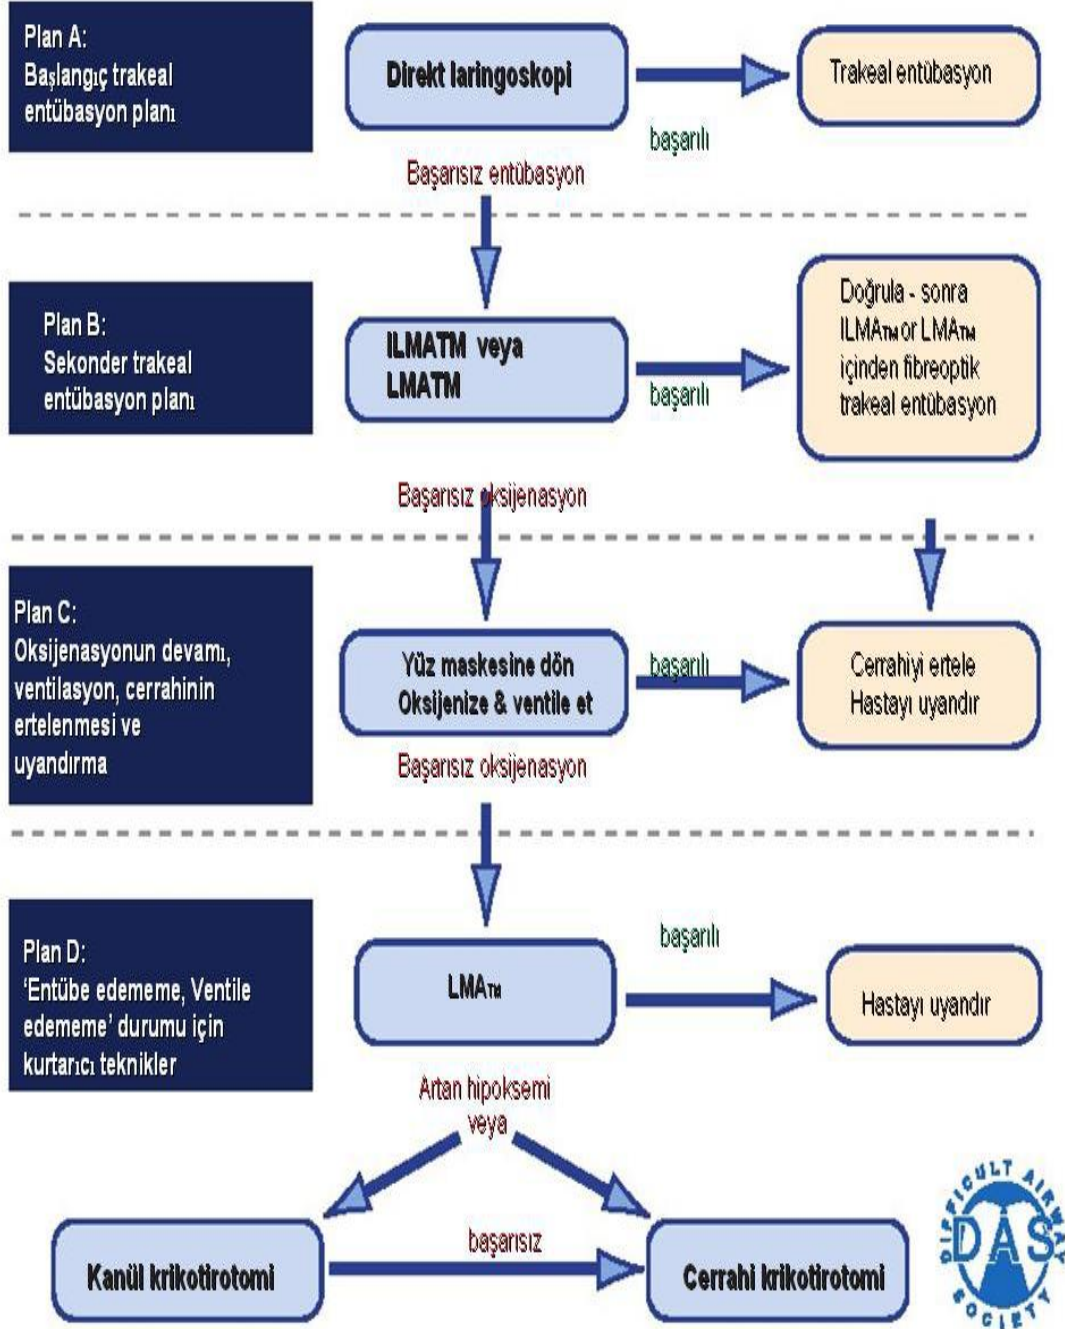 Plan A:
Başlangıç trakeal
entübasyon planı
Direkt laringoskopi
başarılı
Trakeal entübasyon
Başarısız entübasyon
Plan B:
Sekonder trakeal
entübasyon planı
ILMATM veya
LMATM
başarılı
Doğrula - sonra
ILMATM or LMATM
içinden fibreoptik
trakeal entübasyon
Başarısız oksijenasyon
Plan C:
Oksijenasyonun devamı,
ventilasyon, cerrahinin
ertelenmesi ve
uyandırma
Yüz maskesine dön
Oksijenize & ventile et
başarılı
Cerrahiyi ertele
Hastayı uyandır
Başarısız oksijenasyon
Plan D:
‘Entübe edememe, Ventile
edememe’ durumu için
kurtarıcı teknikler
LMATM
başarılı
Hastayı uyandır
Artan hipoksemi
veya
Kanül krikotirotomi
başarısız
Cerrahi krikotirotomi
DIFFICULT AIRWAY
DAS
SOCIETY